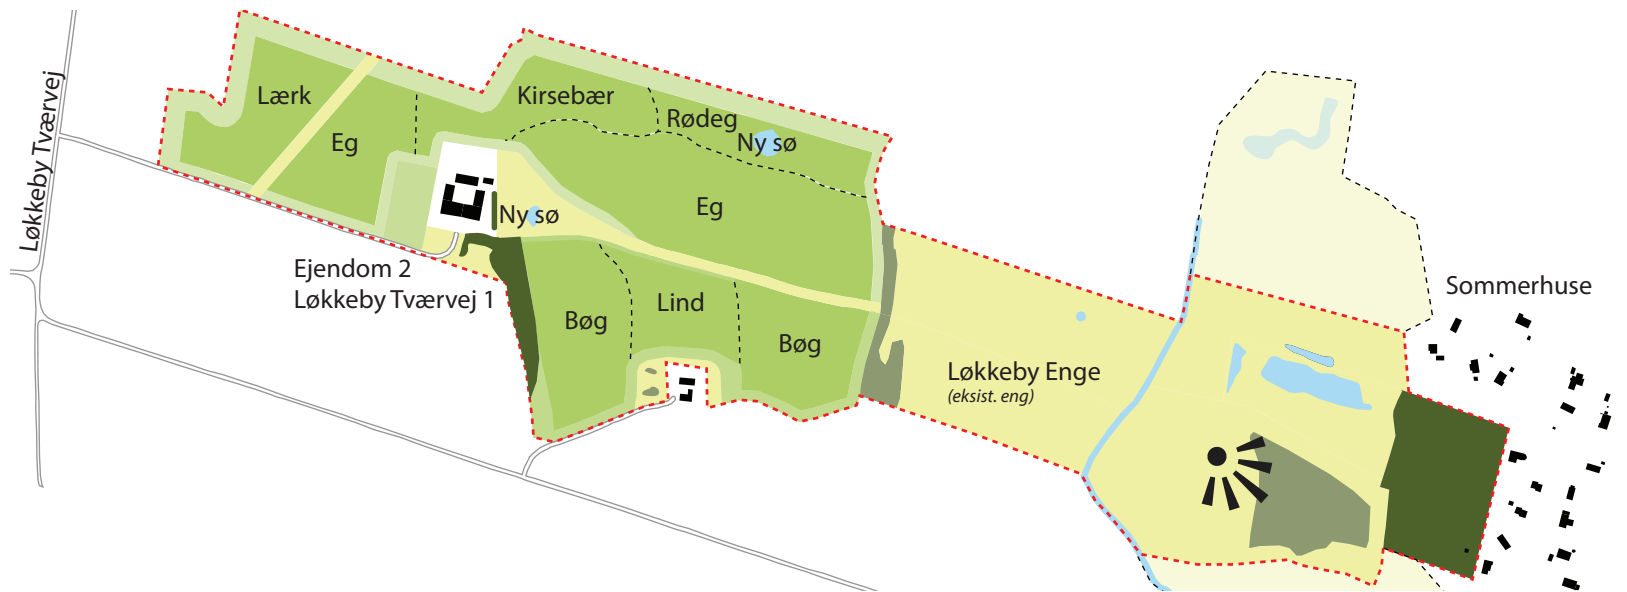 Løkkeby Tværvej
Lærk
Eg
Kirsebær
Rødeg
Ny sø
Ny sø
Eg
Ejendom 2
Løkkeby Tværvej 1
Bøg
Lind
Bøg
Løkkeby Enge
(eksist. eng)
Sommerhuse